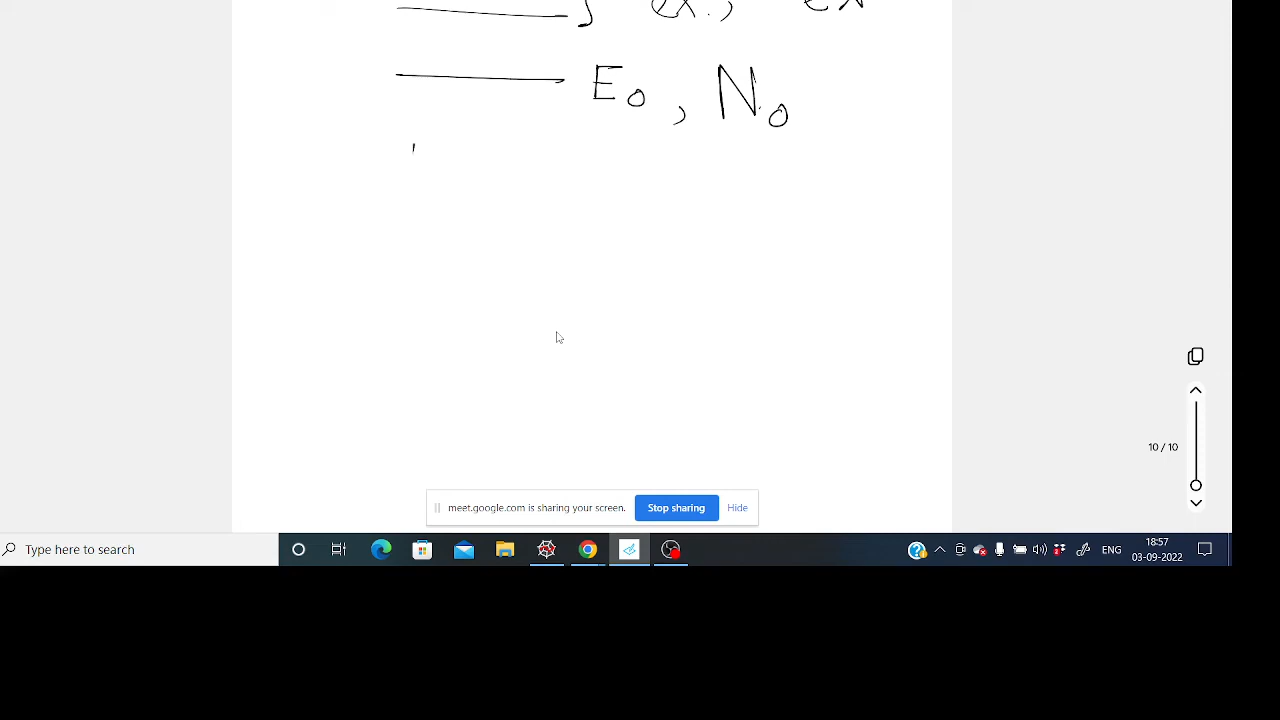 E₀, N₀
10 / 10
meet.google.com is sharing your screen. Stop sharing Hide
Type here to search
ENG
18:57
03-09-2022